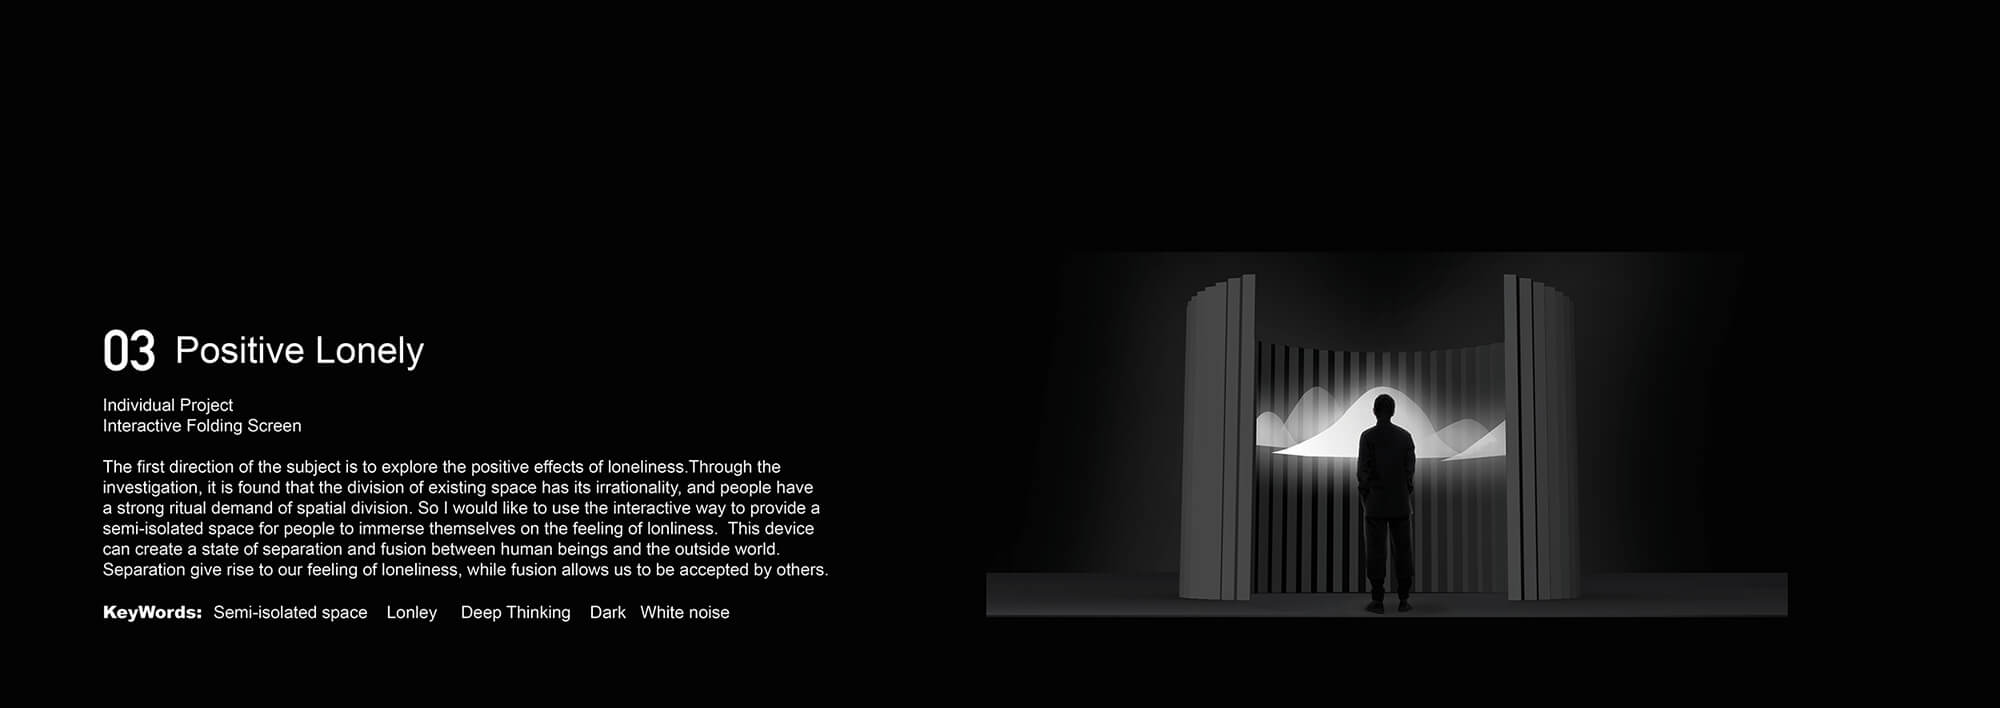 03 Positive Lonely
Individual Project
Interactive Folding Screen
The first direction of the subject is to explore the positive effects of loneliness.Through the
investigation, it is found that the division of existing space has its irrationality, and people have
a strong ritual demand of spatial division. So I would like to use the interactive way to provide a
semi-isolated space for people to immerse themselves on the feeling of lonliness.  This device
can create a state of separation and fusion between human beings and the outside world.
Separation give rise to our feeling of loneliness, while fusion allows us to be accepted by others.
KeyWords: Semi-isolated space Lonley Deep Thinking Dark White noise